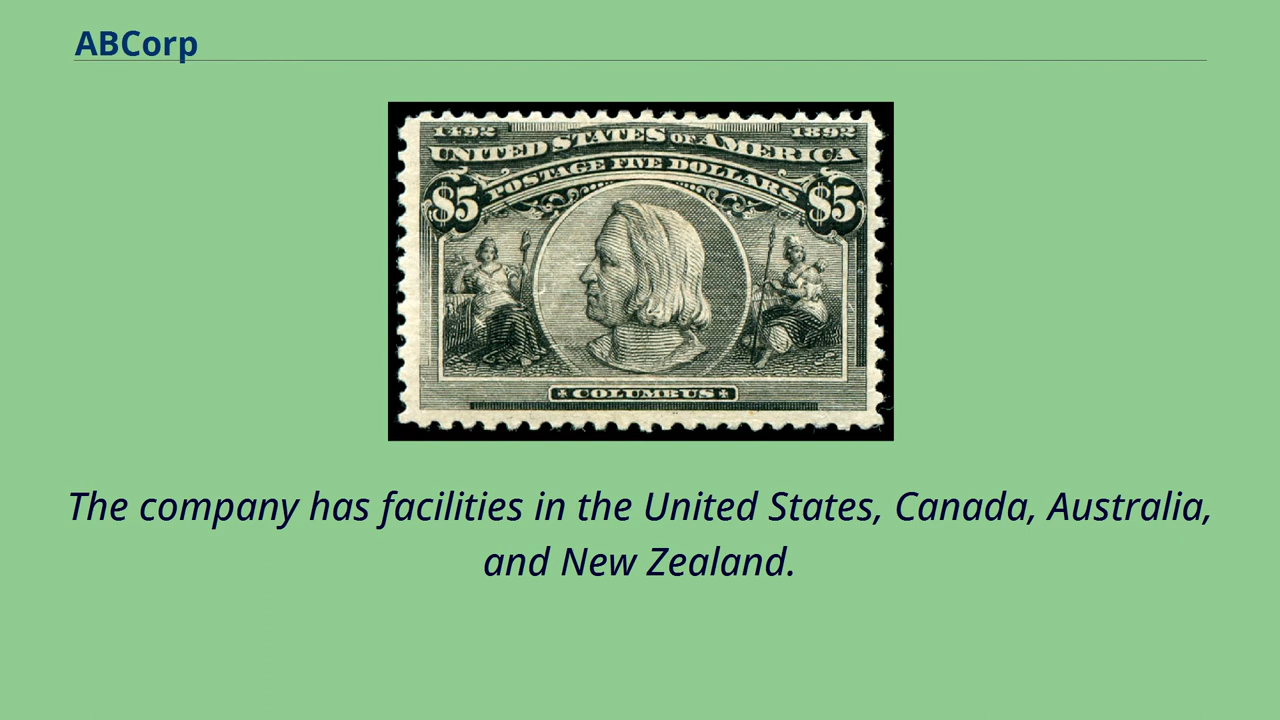 ABCorp
1492 1892
UNITED STATES OF AMERICA
POSTAGE FIVE DOLLARS
$5 $5
COLUMBUS
The company has facilities in the United States, Canada, Australia,
and New Zealand.